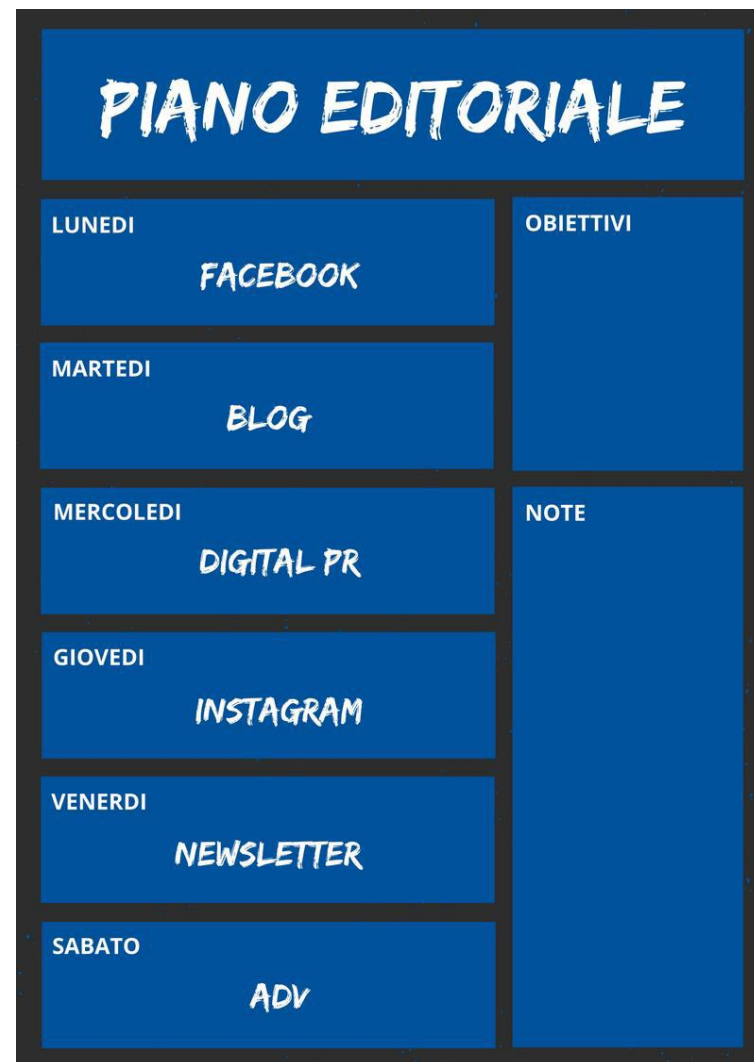 PIANO EDITORIALE
LUNEDI
FACEBOOK
MARTEDI
BLOG
MERCOLEDI
DIGITAL PR
GIOVEDI
INSTAGRAM
VENERDI
NEWSLETTER
SABATO
ADV
OBIETTIVI
NOTE